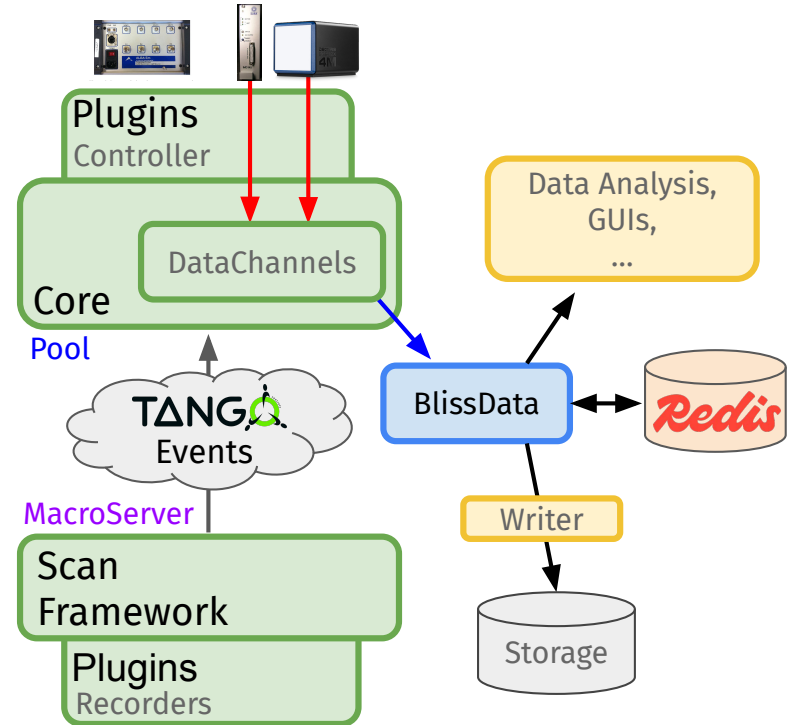 4M
Plugins
Controller
DataChannels
Core
Pool
TANGO
Events
MacroServer
Scan
Framework
Plugins
Recorders
Data Analysis,
GUIs,
...
BlissData
Redis
Writer
Storage